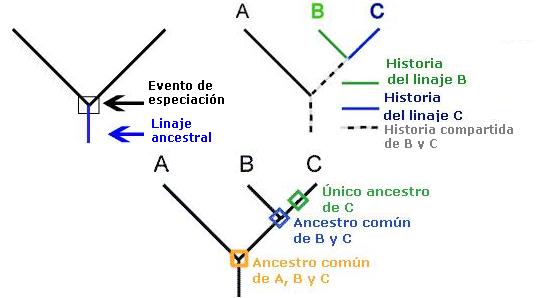 Evento de
especiación
Linaje
ancestral
A
B
C
Historia
del linaje B
Historia
del linaje C
Historia compartida
de B y C
A
B
C
Único ancestro
de C
Ancestro común
de B y C
Ancestro común
de A, B y C